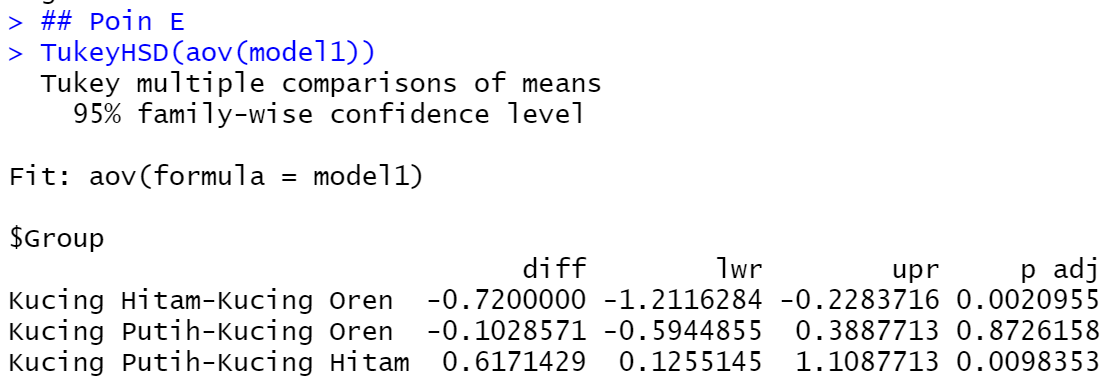 > ## Poin E
> TukeyHSD(aov(model1))
Tukey multiple comparisons of means
95% family-wise confidence level
Fit: aov(formula = model1)
$Group
diff lwr upr p adj
Kucing Hitam-Kucing Oren -0.7200000 -1.2116284 -0.2283716 0.0020955
Kucing Putih-Kucing Oren -0.1028571 -0.5944855 0.3887713 0.8726158
Kucing Putih-Kucing Hitam 0.6171429 0.1255145 1.1087713 0.0098353